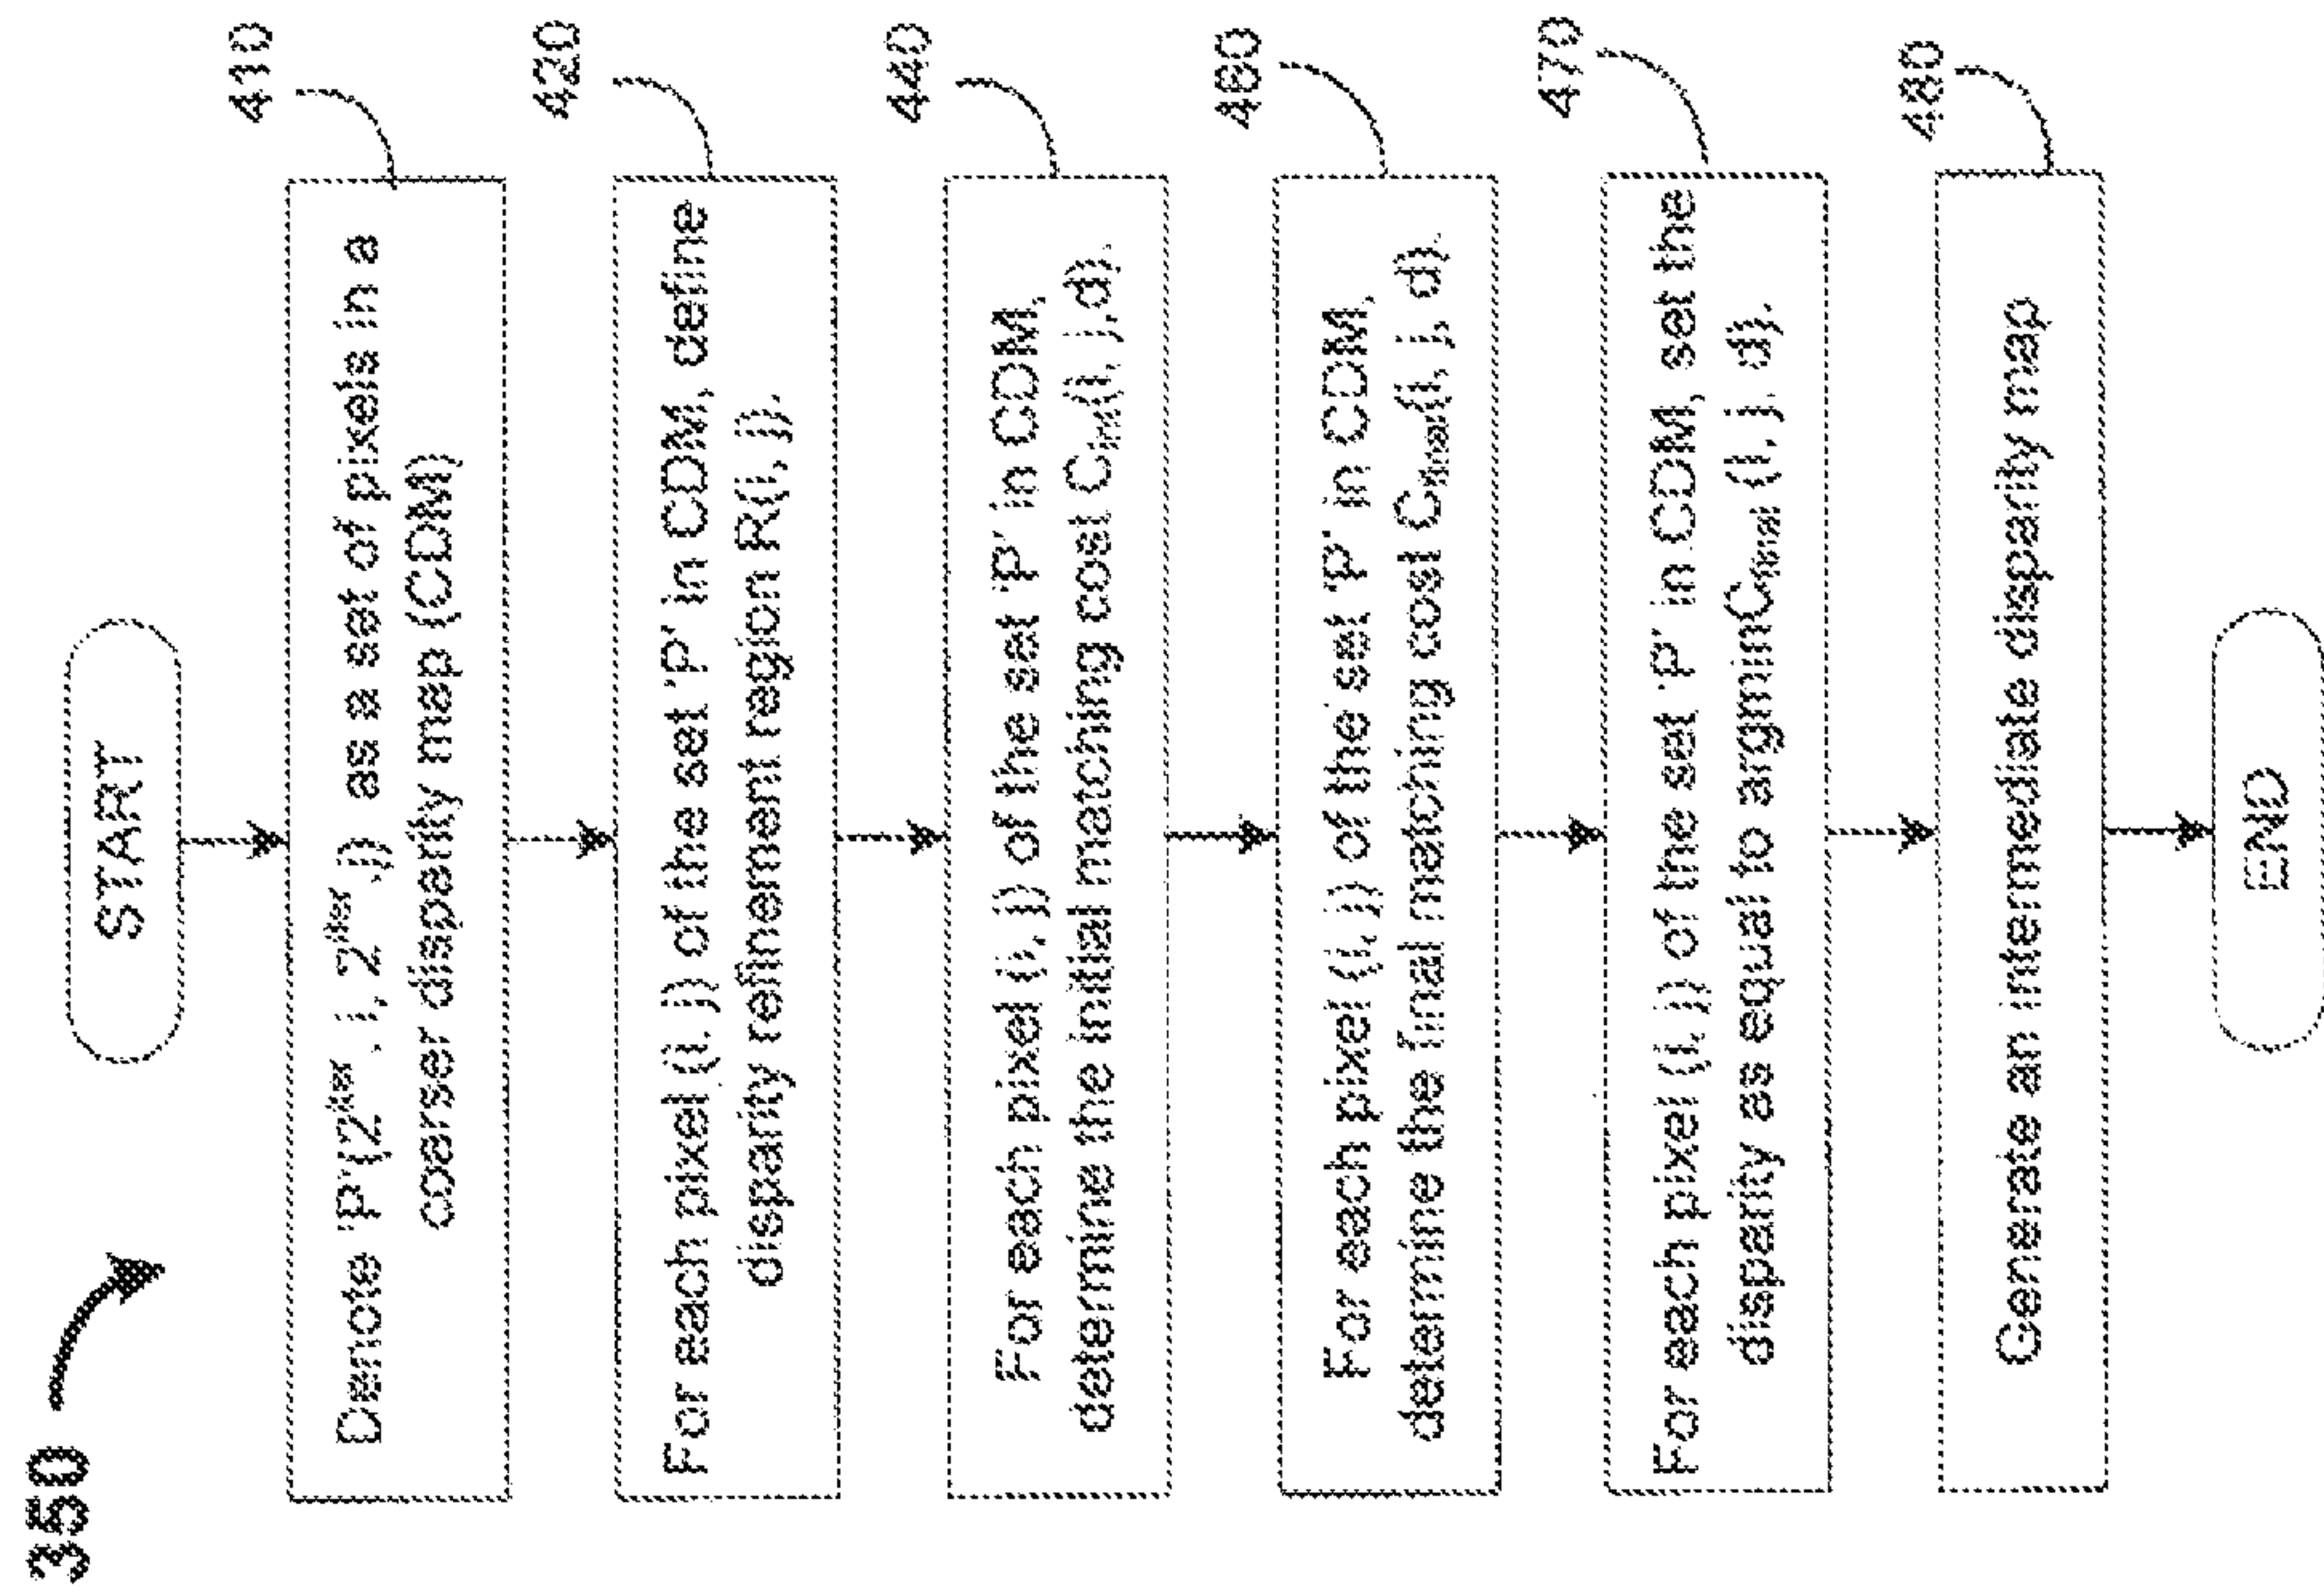 350
START
Denote 'P'(2^iter . i, 2^iter .j) as a set of pixels in a
coarser disparity map (CDM)
410
For each pixel (i, j) of the set 'P' in CDM, define
disparity refinement region R(i, j).
420
For each pixel (i, j) of the set 'P' in CDM,
determine the initial matching cost C_init(i, j,d).
440
For each pixel (i, j) of the set 'P' in CDM,
determine the final matching cost C_final(i, j, d).
460
For each pixel (i, j) of the set 'P' in CDM, set the
disparity as equal to argminC_final (i, j, d).
470
Generate an intermediate disparity map
480
END